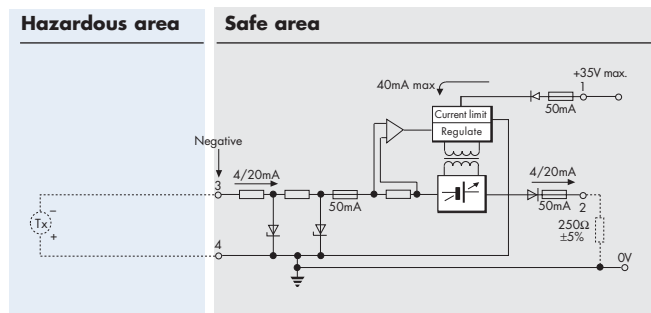 Hazardous area
Safe area
+35V max.
40mA max
1
50mA
Current limit
Regulate
Negative
3
4/20mA
50mA
4/20mA
50mA
2
250Ω
±5%
Tx
–
+
4
0V